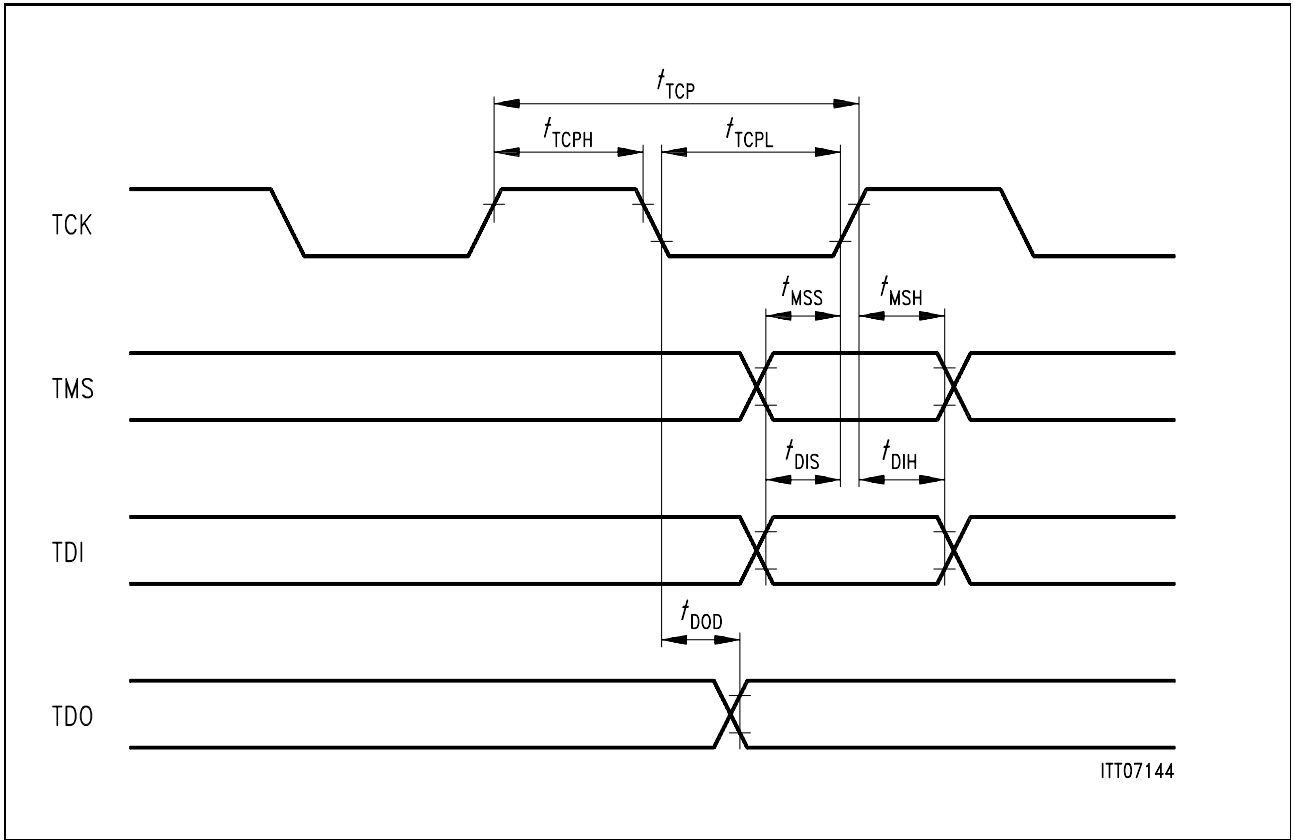 tTCP
tTCPH tTCPL
TCK
tMSS tMSH
TMS
tDIS tDIH
TDI
tDOD
TDO
ITT07144